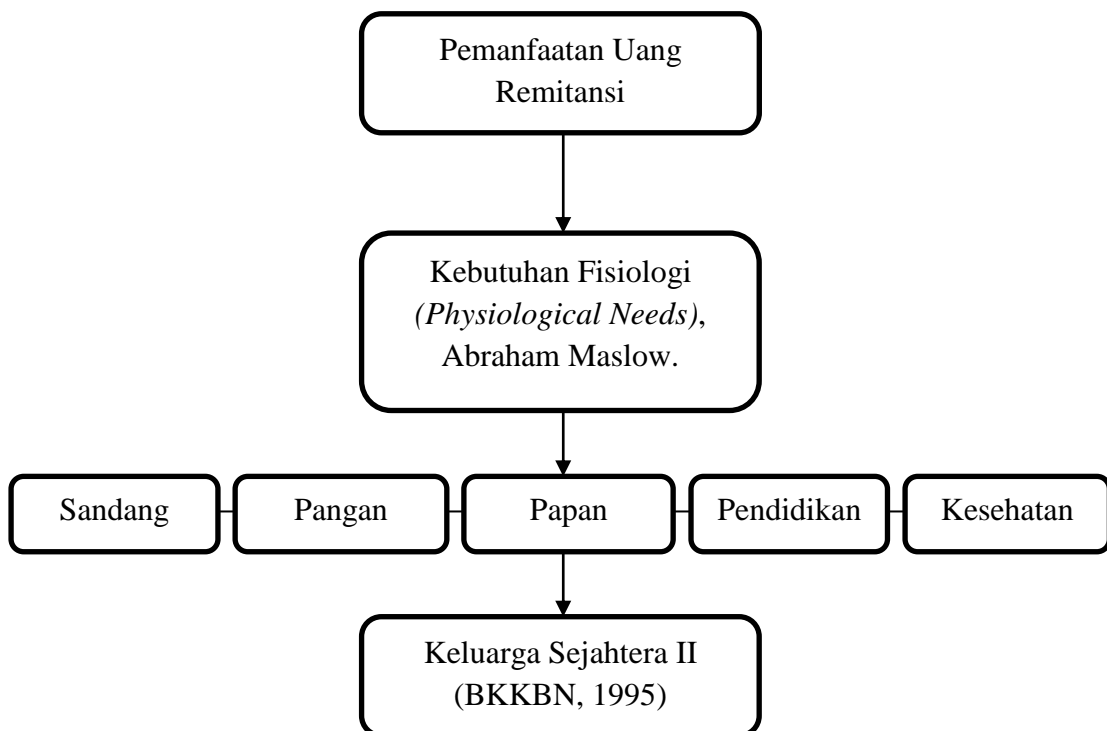 Pemanfaatan Uang
Remitansi
Kebutuhan Fisiologi
(Physiological Needs),
Abraham Maslow.
Sandang
Pangan
Papan
Pendidikan
Kesehatan
Keluarga Sejahtera II
(BKKBN, 1995)